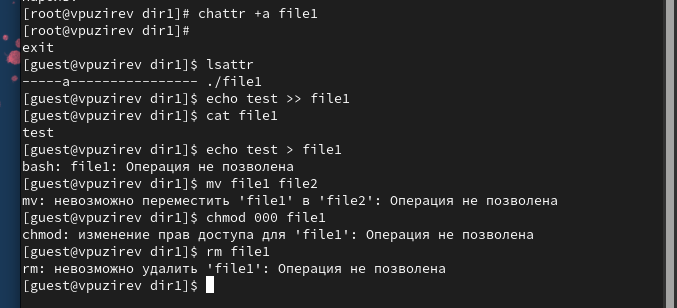 [root@vpuzirev dir1]# chattr +a file1
[root@vpuzirev dir1]#
exit
[guest@vpuzirev dir1]$ lsattr
-----a---------------- ./file1
[guest@vpuzirev dir1]$ echo test >> file1
[guest@vpuzirev dir1]$ cat file1
test
[guest@vpuzirev dir1]$ echo test > file1
bash: file1: Операция не позволена
[guest@vpuzirev dir1]$ mv file1 file2
mv: невозможно переместить 'file1' в 'file2': Операция не позволена
[guest@vpuzirev dir1]$ chmod 000 file1
chmod: изменение прав доступа для 'file1': Операция не позволена
[guest@vpuzirev dir1]$ rm file1
rm: невозможно удалить 'file1': Операция не позволена
[guest@vpuzirev dir1]$